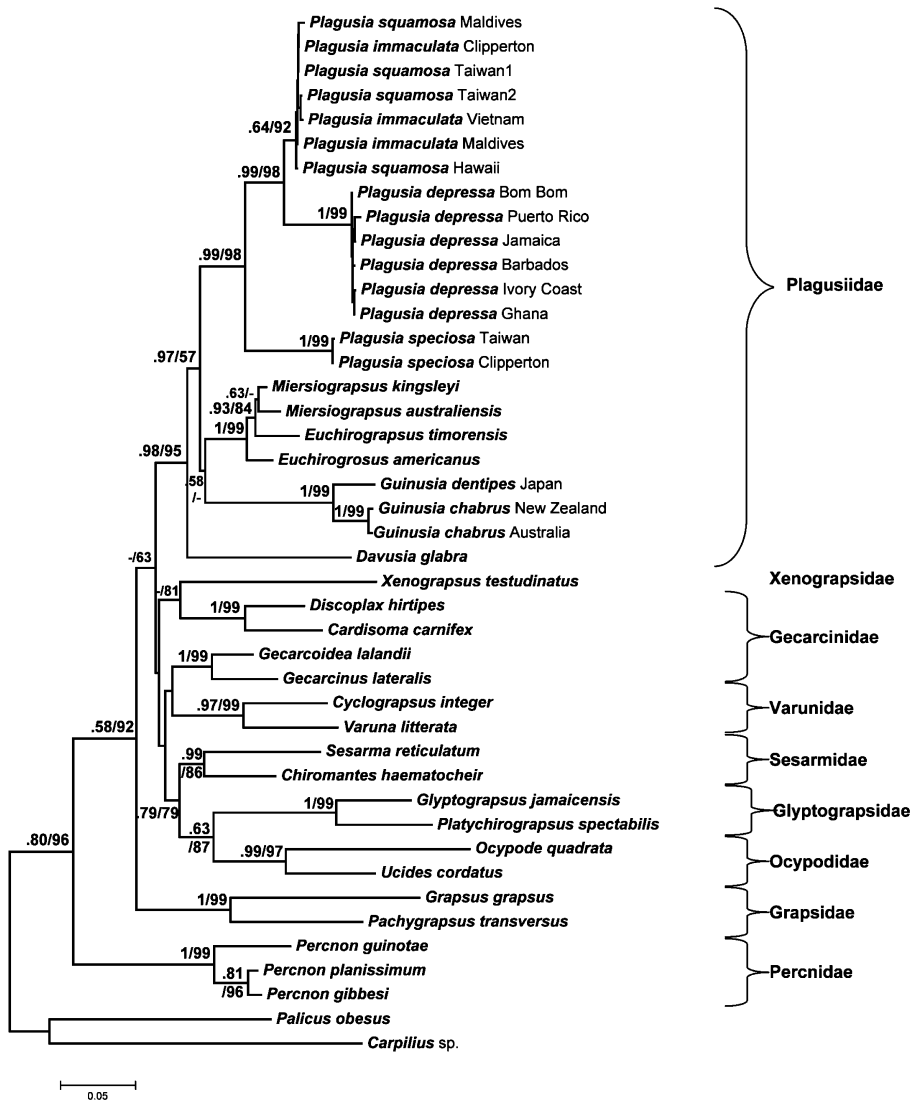 Plagusia squamosa Maldives
Plagusia immaculata Clipperton
Plagusia squamosa Taiwan1
Plagusia squamosa Taiwan2
Plagusia immaculata Vietnam
.64/92
Plagusia immaculata Maldives
Plagusia squamosa Hawaii
.99/98
Plagusia depressa Bom Bom
1/99
Plagusia depressa Puerto Rico
Plagusia depressa Jamaica
.99/98
Plagusia depressa Barbados
Plagusia depressa Ivory Coast
Plagusiidae
Plagusia depressa Ghana
1/99
Plagusia speciosa Taiwan
.97/57
Plagusia speciosa Clipperton
.63/-
Miersiograpsus kingsleyi
.93/84
Miersiograpsus australiensis
1/99
Euchirograpsus timorensis
.98/95
Euchirogrosus americanus
.58
/-
1/99
Guinusia dentipes Japan
1/99
Guinusia chabrus New Zealand
Guinusia chabrus Australia
-/63
Davusia glabra
-/81
Xenograpsus testudinatus
Xenograpsidae
1/99
Discoplax hirtipes
Cardisoma carnifex
Gecarcinidae
1/99
Gecarcoidea lalandii
Gecarcinus lateralis
.97/99
Cyclograpsus integer
Varunidae
.58/92
Varuna litterata
.99
/86
Sesarma reticulatum
Sesarmidae
Chiromantes haematocheir
.79/79
1/99
Glyptograpsus jamaicensis
Glyptograpsidae
Platychirograpsus spectabilis
.63
/87
.80/96
.99/97
Ocypode quadrata
Ocypodidae
Ucides cordatus
1/99
Grapsus grapsus
Grapsidae
Pachygrapsus transversus
1/99
Percnon guinotae
.81
/96
Percnon planissimum
Percnidae
Percnon gibbesi
Palicus obesus
Carpilius sp.
0.05